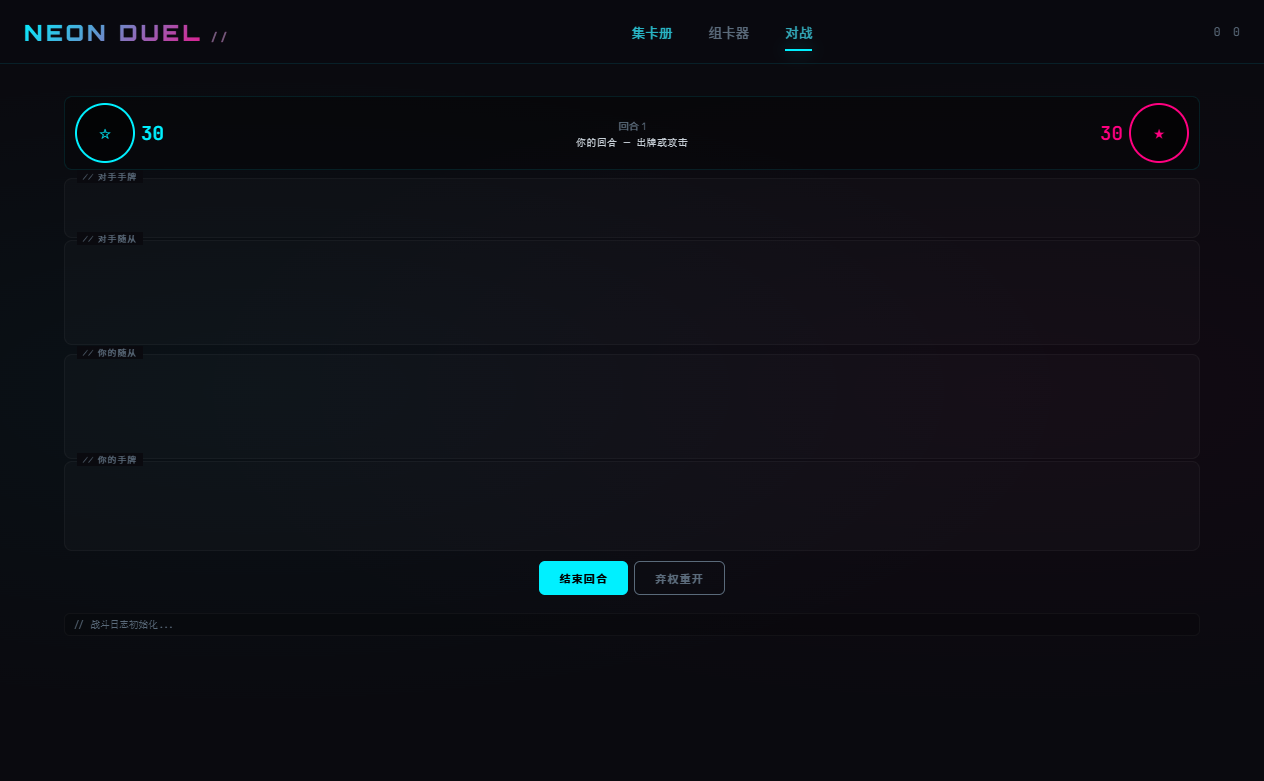 NEON DUEL //
集卡册 组卡器 对战
0 0
☆ 30
回合 1
你的回合 — 出牌或攻击
30 ★
// 对手手牌
// 对手随从
// 你的随从
// 你的手牌
结束回合 弃权重开
// 战斗日志初始化...